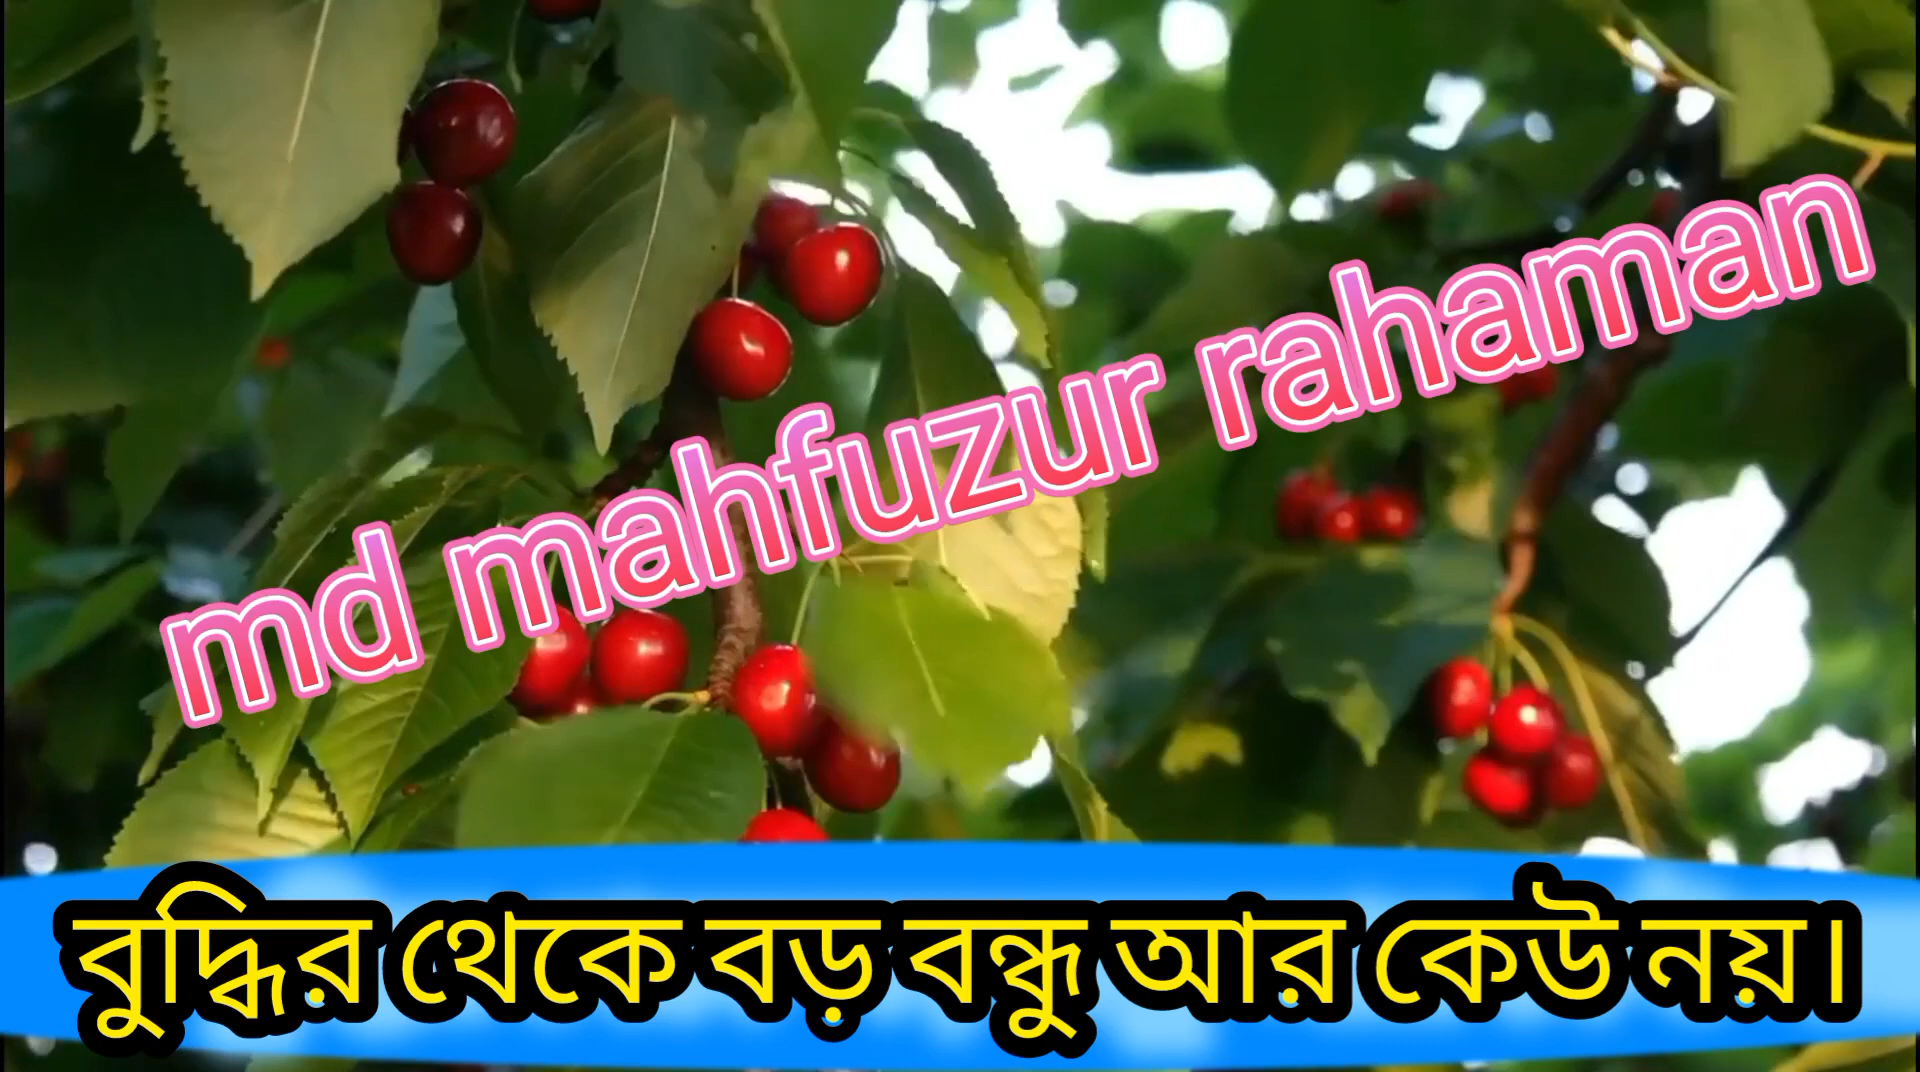 md mahfuzur rahaman
বুদ্ধির থেকে বড় বন্ধু আর কেউ নয়।